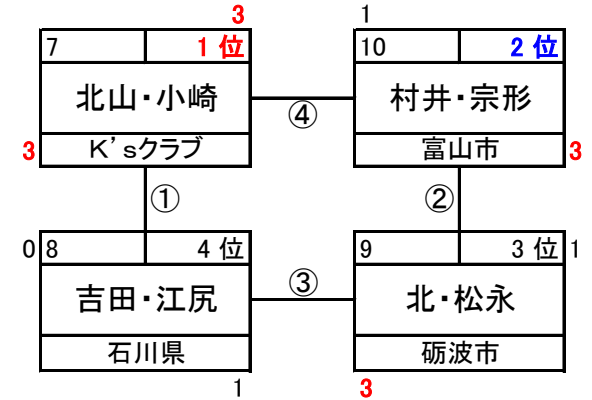 3 1
7 1位 10 2位
北山・小崎 ④ 村井・宗形
3 K’sクラブ 富山市 3
① ②
0 8 4位 9 3位 1
吉田・江尻 ③ 北・松永
石川県 砺波市
1 3